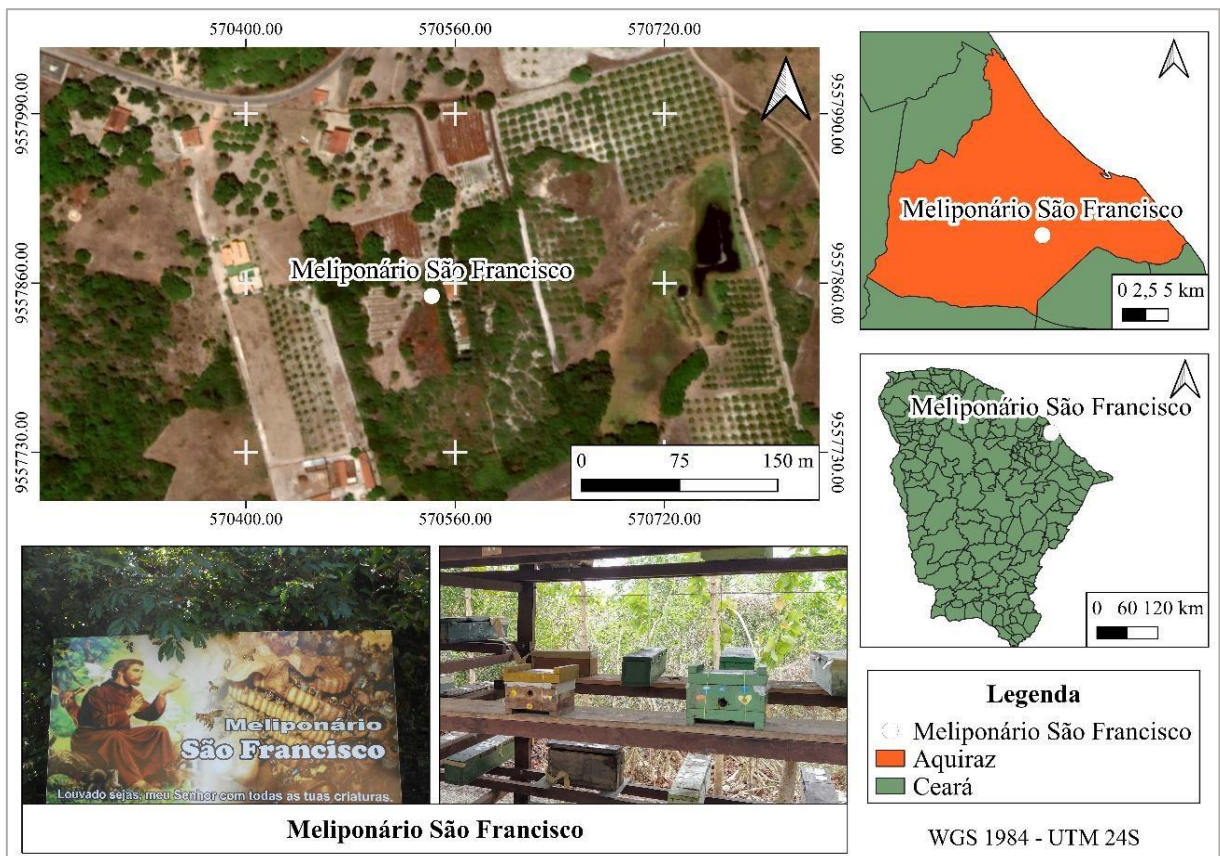 570400.00
570560.00
570720.00
9557990.00
9557990.00
9557860.00
9557860.00
9557730.00
9557730.00
Meliponário São Francisco
0 75 150 m
570400.00
570560.00
570720.00
Meliponário São Francisco
0 2,5 5 km
Meliponário São Francisco
0 60 120 km
Meliponário
São Francisco
Louvado sejas, meu Senhor com todas as tuas criaturas.
Meliponário São Francisco
Legenda
Meliponário São Francisco
Aquiraz
Ceará
WGS 1984 - UTM 24S